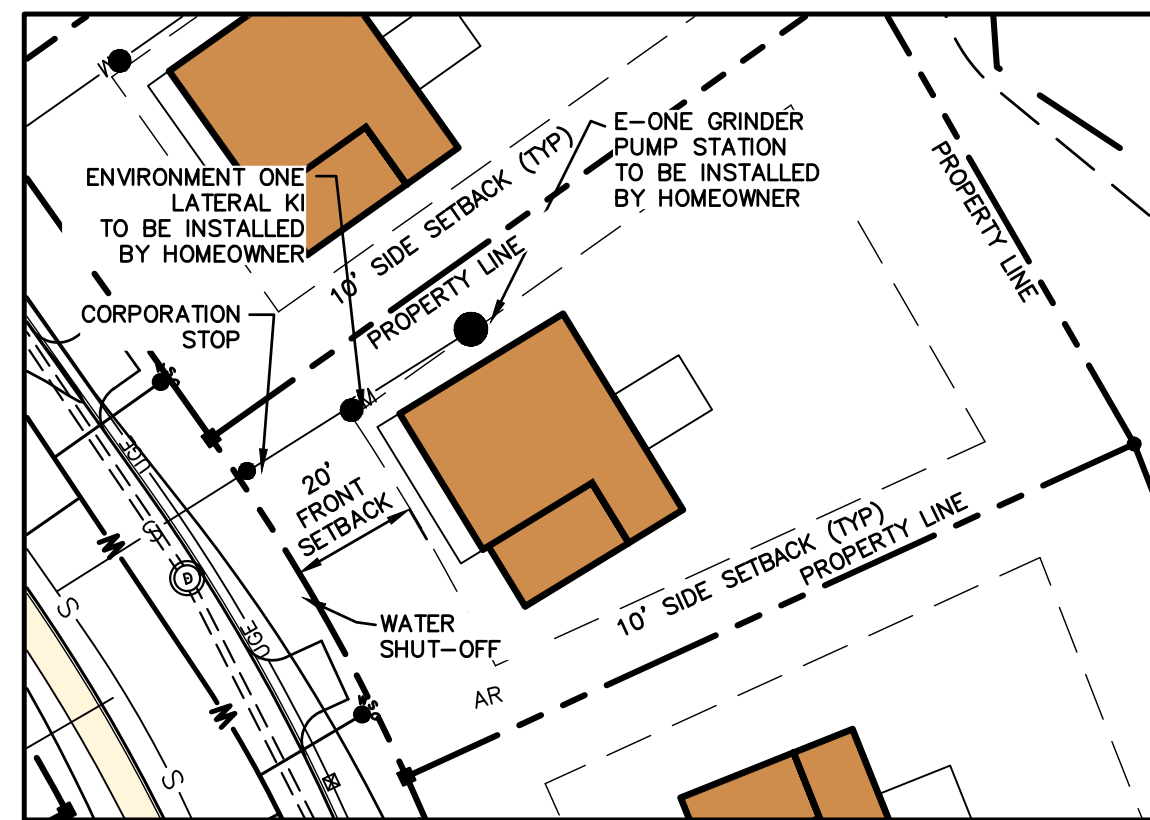 E-ONE GRINDER
PUMP STATION
TO BE INSTALLED
BY HOMEOWNER
ENVIRONMENT ONE
LATERAL KI
TO BE INSTALLED
BY HOMEOWNER
10' SIDE SETBACK (TYP)
PROPERTY LINE
PROPERTY LINE
CORPORATION
STOP
20'
FRONT
SETBACK
10' SIDE SETBACK (TYP)
PROPERTY LINE
WATER
SHUT-OFF
AR
UGE
UGE
W
W
S
S
D